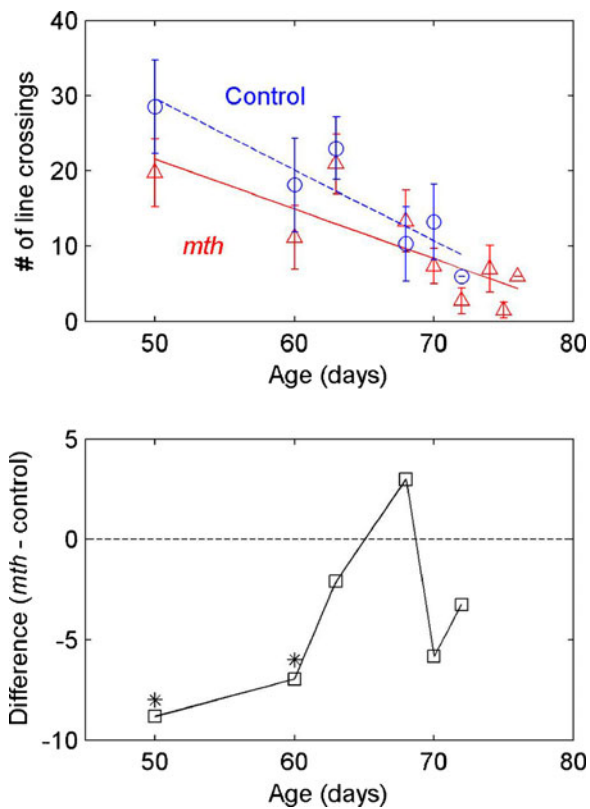 40
30
20
10
0
# of line crossings
Control
mth
50 60 70 80
Age (days)
5
0
-5
-10
Difference (mth - control)
*
*
50 60 70 80
Age (days)